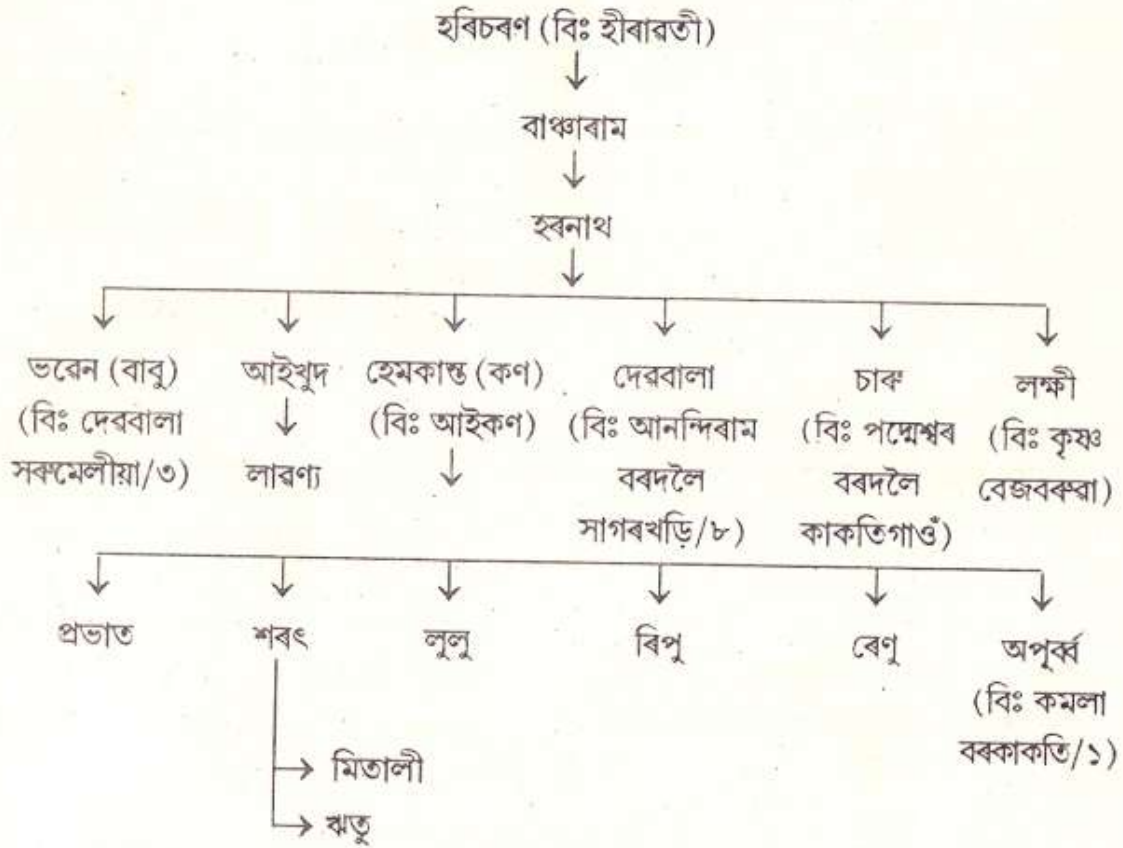 হৰিচৰণ (বিঃ হীৰাৱতী)
বাঞ্চাৰাম
হৰনাথ
ভৱেন (বাবু)
(বিঃ দেৱবালা
সৰুমেলীয়া/৩)
আইখুদ
লাৱণ্য
হেমকান্ত (কণ)
(বিঃ আইকণ)
দেৱবালা
(বিঃ আনন্দিৰাম
বৰদলৈ
সাগৰখড়ি/৮)
চাৰু
(বিঃ পদ্মেশ্বৰ
বৰদলৈ
কাকতিগাওঁ)
লক্ষী
(বিঃ কৃষ্ণ
বেজবৰুৱা)
প্ৰভাত
শৰৎ
লুলু
ৰিপু
ৰেণু
অপূৰ্ব্ব
(বিঃ কমলা
বৰকাকতি/১)
মিতালী
ঋতু